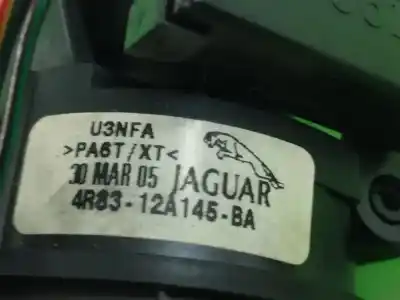 U3NFA
>PA6T/XT<
30 MAR 05 JAGUAR
4R83-12A145-BA